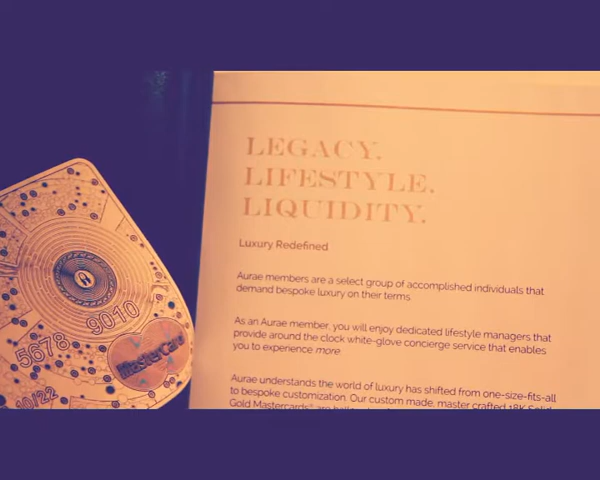 LEGACY.
LIFESTYLE.
LIQUIDITY.
Luxury Redefined
Aurae members are a select group of accomplished individuals that
demand bespoke luxury on their terms
As an Aurae member, you will enjoy dedicated lifestyle managers that
provide around the clock white-glove concierge service that enables
you to experience more
Aurae understands the world of luxury has shifted from one-size-fits-all
to bespoke customization. Our custom made, master crafted 18K Solid
Gold Mastercards®
5678 9010
MasterCard
10/22